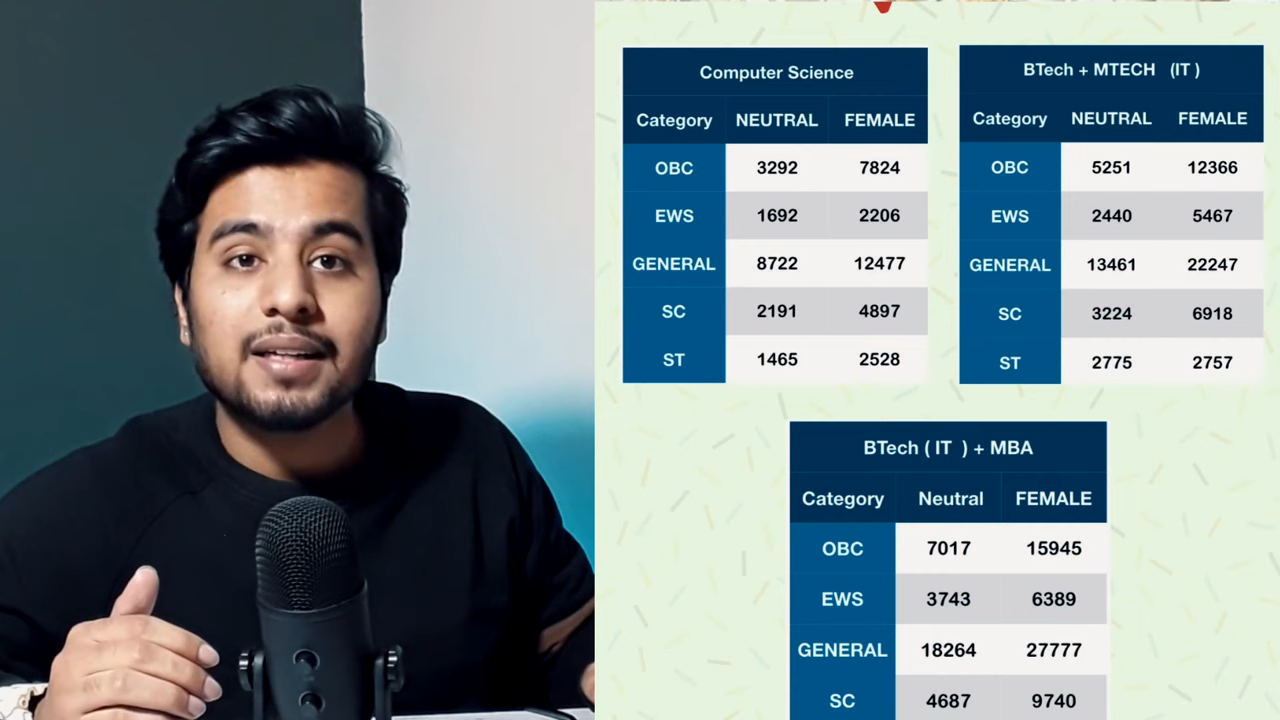 Computer Science
Category NEUTRAL FEMALE
OBC 3292 7824
EWS 1692 2206
GENERAL 8722 12477
SC 2191 4897
ST 1465 2528
BTech + MTECH (IT )
Category NEUTRAL FEMALE
OBC 5251 12366
EWS 2440 5467
GENERAL 13461 22247
SC 3224 6918
ST 2775 2757
BTech ( IT ) + MBA
Category Neutral FEMALE
OBC 7017 15945
EWS 3743 6389
GENERAL 18264 27777
SC 4687 9740